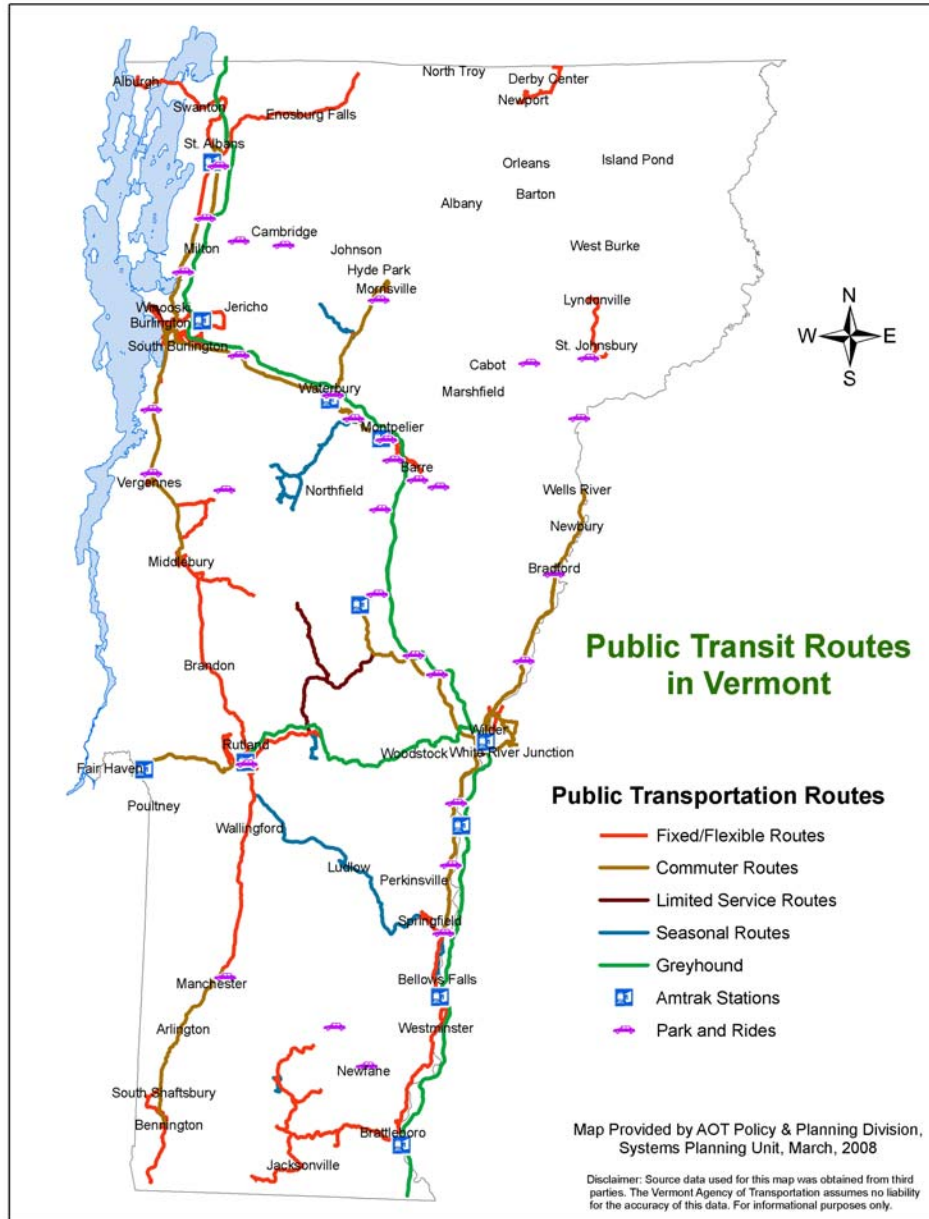 North Troy
Derby Center
Alburgh
Newport
Swanton
Enosburg Falls
St. Albans
Orleans
Island Pond
Barton
Albany
Cambridge
Milton
Johnson
West Burke
Hyde Park
Morrisville
Winooski
Jericho
Lyndonville
Burlington
South Burlington
St. Johnsbury
Cabot
Waterbury
Marshfield
Montpelier
Barre
Vergennes
Northfield
Wells River
Newbury
Middlebury
Bradford
Brandon
N
W
E
S
Public Transit Routes
in Vermont
Wilder
Rutland
Woodstock
White River Junction
Fair Haven
Poultney
Wallingford
Ludlow
Perkinsville
Springfield
Bellows Falls
Manchester
Westminster
Arlington
Newfane
South Shaftsbury
Bennington
Brattleboro
Jacksonville
Public Transportation Routes
Fixed/Flexible Routes
Commuter Routes
Limited Service Routes
Seasonal Routes
Greyhound
Amtrak Stations
Park and Rides
Map Provided by AOT Policy & Planning Division,
Systems Planning Unit, March, 2008
Disclaimer: Source data used for this map was obtained from third
parties. The Vermont Agency of Transportation assumes no liability
for the accuracy of this data. For informational purposes only.